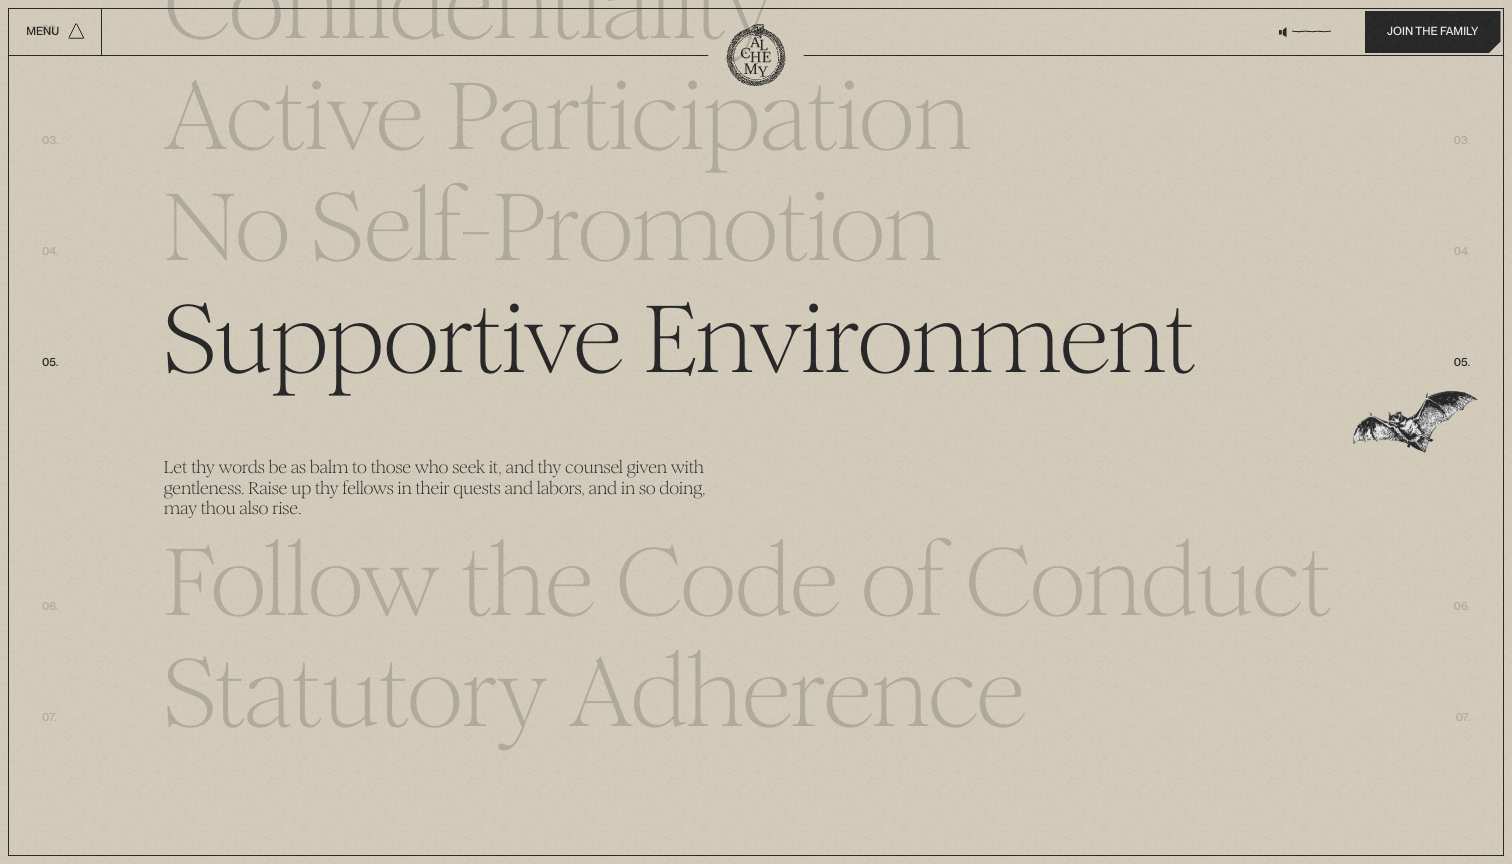 Confidentiality
MENU
AL
CHE
MY
JOIN THE FAMILY
03. Active Participation 03.
04. No Self-Promotion 04.
05. Supportive Environment 05.
Let thy words be as balm to those who seek it, and thy counsel given with
gentleness. Raise up thy fellows in their quests and labors, and in so doing,
may thou also rise.
06. Follow the Code of Conduct 06.
07. Statutory Adherence 07.